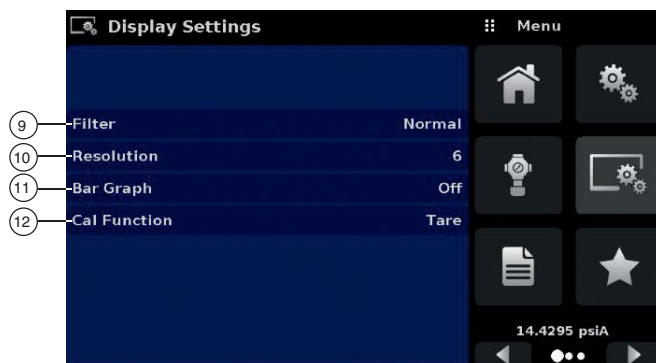 Display Settings
Menu
9 Filter Normal
10 Resolution 6
11 Bar Graph Off
12 Cal Function Tare
14.4295 psiA